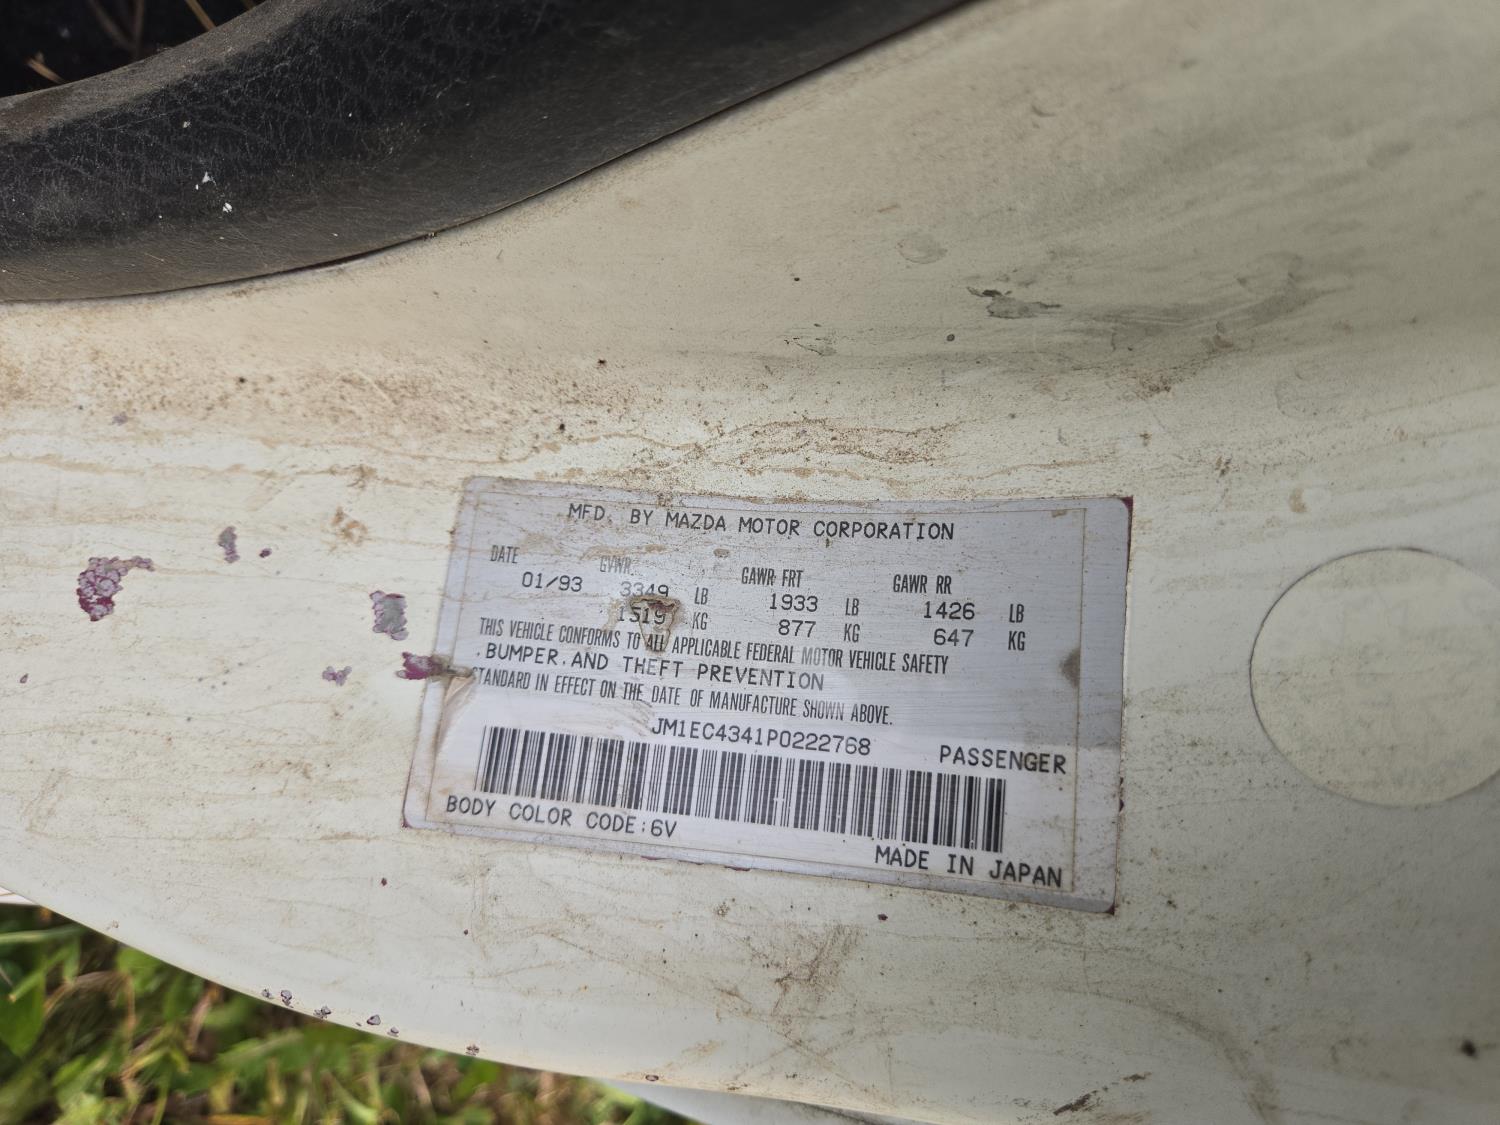 MFD. BY MAZDA MOTOR CORPORATION
DATE GVWR GAWR FRT GAWR RR
01/93 3349 LB 1933 LB 1426 LB
1519 KG 877 KG 647 KG
THIS VEHICLE CONFORMS TO ALL APPLICABLE FEDERAL MOTOR VEHICLE SAFETY
,BUMPER,AND THEFT PREVENTION
STANDARD IN EFFECT ON THE DATE OF MANUFACTURE SHOWN ABOVE.
JM1EC4341P0222768 PASSENGER
BODY COLOR CODE:6V
MADE IN JAPAN